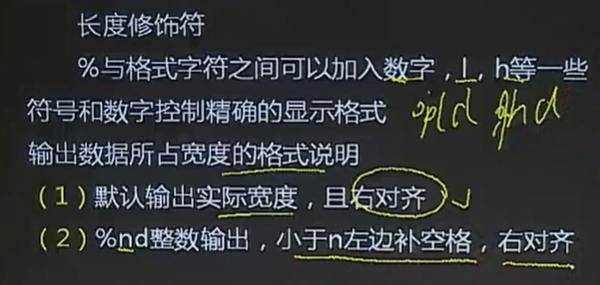 长度修饰符
%与格式字符之间可以加入数字，l，h等一些
符号和数字控制精确的显示格式 %ld %hd
输出数据所占宽度的格式说明
（1）默认输出实际宽度，且右对齐
（2）%nd整数输出，小于n左边补空格，右对齐